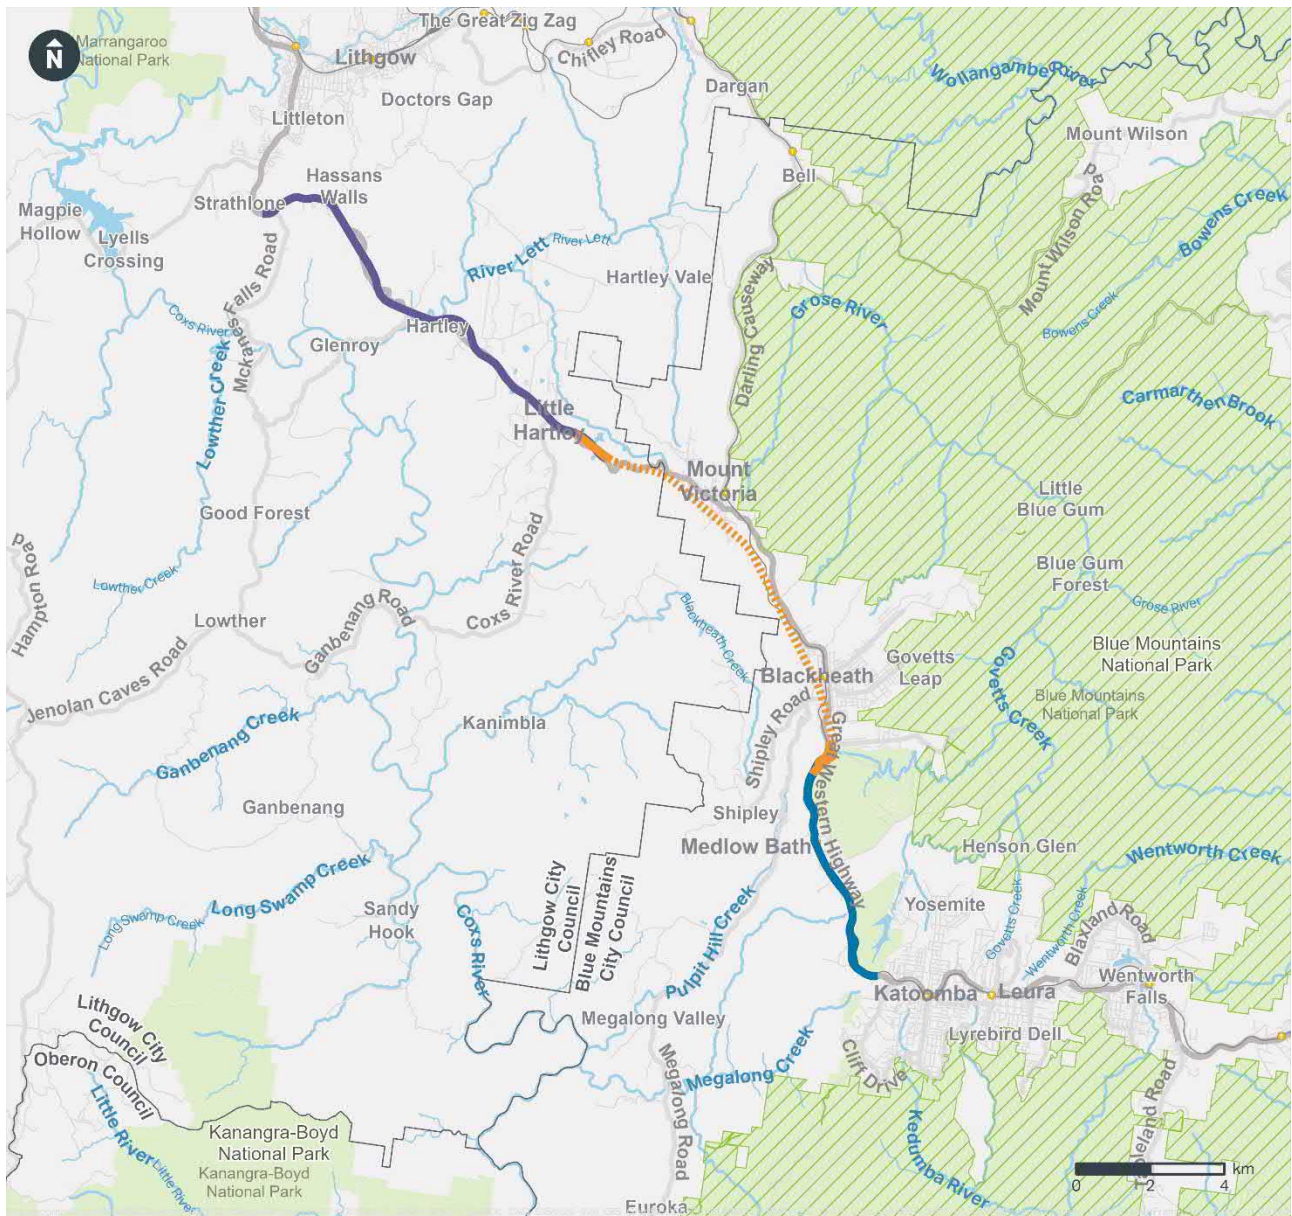 The Great Zig Zag
Marrangaroo
National Park
N
Lithgow
Chifley Road
Wollangambe River
Doctors Gap
Dargan
Littleton
Mount Wilson
Hassans
Walls
Bell
Strathlone
Magpie
Hollow
Lyells
Crossing
Mckanes Falls Road
River Lett
River Lett
Hartley Vale
Mount Wilson Road
Bowens Creek
Bowens Creek
Coxs River
Hartley
Glenroy
Grose River
Darling Causeway
Lowther Creek
Carmarthen Brook
Little
Hartley
Mount
Victoria
Little
Blue Gum
Good Forest
Hampton Road
Lowther Creek
Coxs River Road
Blue Gum
Forest
Grose River
Lowther
Ganbenang Road
Blackheath Creek
Blue Mountains
National Park
Govetts
Leap
Govetts Creek
Blackheath
Jenolan Caves Road
Blue Mountains
National Park
Ganbenang Creek
Kanimbla
Shipley Road
Great Western Highway
Ganbenang
Shipley
Medlow Bath
Henson Glen
Wentworth Creek
Long Swamp Creek
Long Swamp Creek
Sandy
Hook
Coxs River
Lithgow City
Council
Blue Mountains
City Council
Pulpit Hill Creek
Yosemite
Govetts Creek
Wentworth Creek
Blaxland Road
Wentworth
Falls
Katoomba
Leura
Lithgow City
Council
Oberon Council
Megalong Valley
Lyrebird Dell
Megalong Creek
Cliff Drive
Megalong Road
Little River
Little River
Kanangra-Boyd
National Park
Kanangra-Boyd
National Park
Kedumba River
Tableland Road
km
0 2 4
Euroka